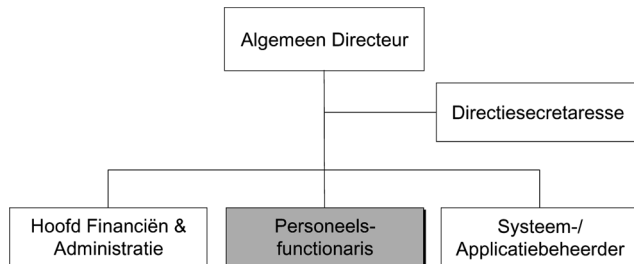 Algemeen Directeur
Directiesecretaresse
Hoofd Financiën &
Administratie
Personeels-
functionaris
Systeem-/
Applicatiebeheerder